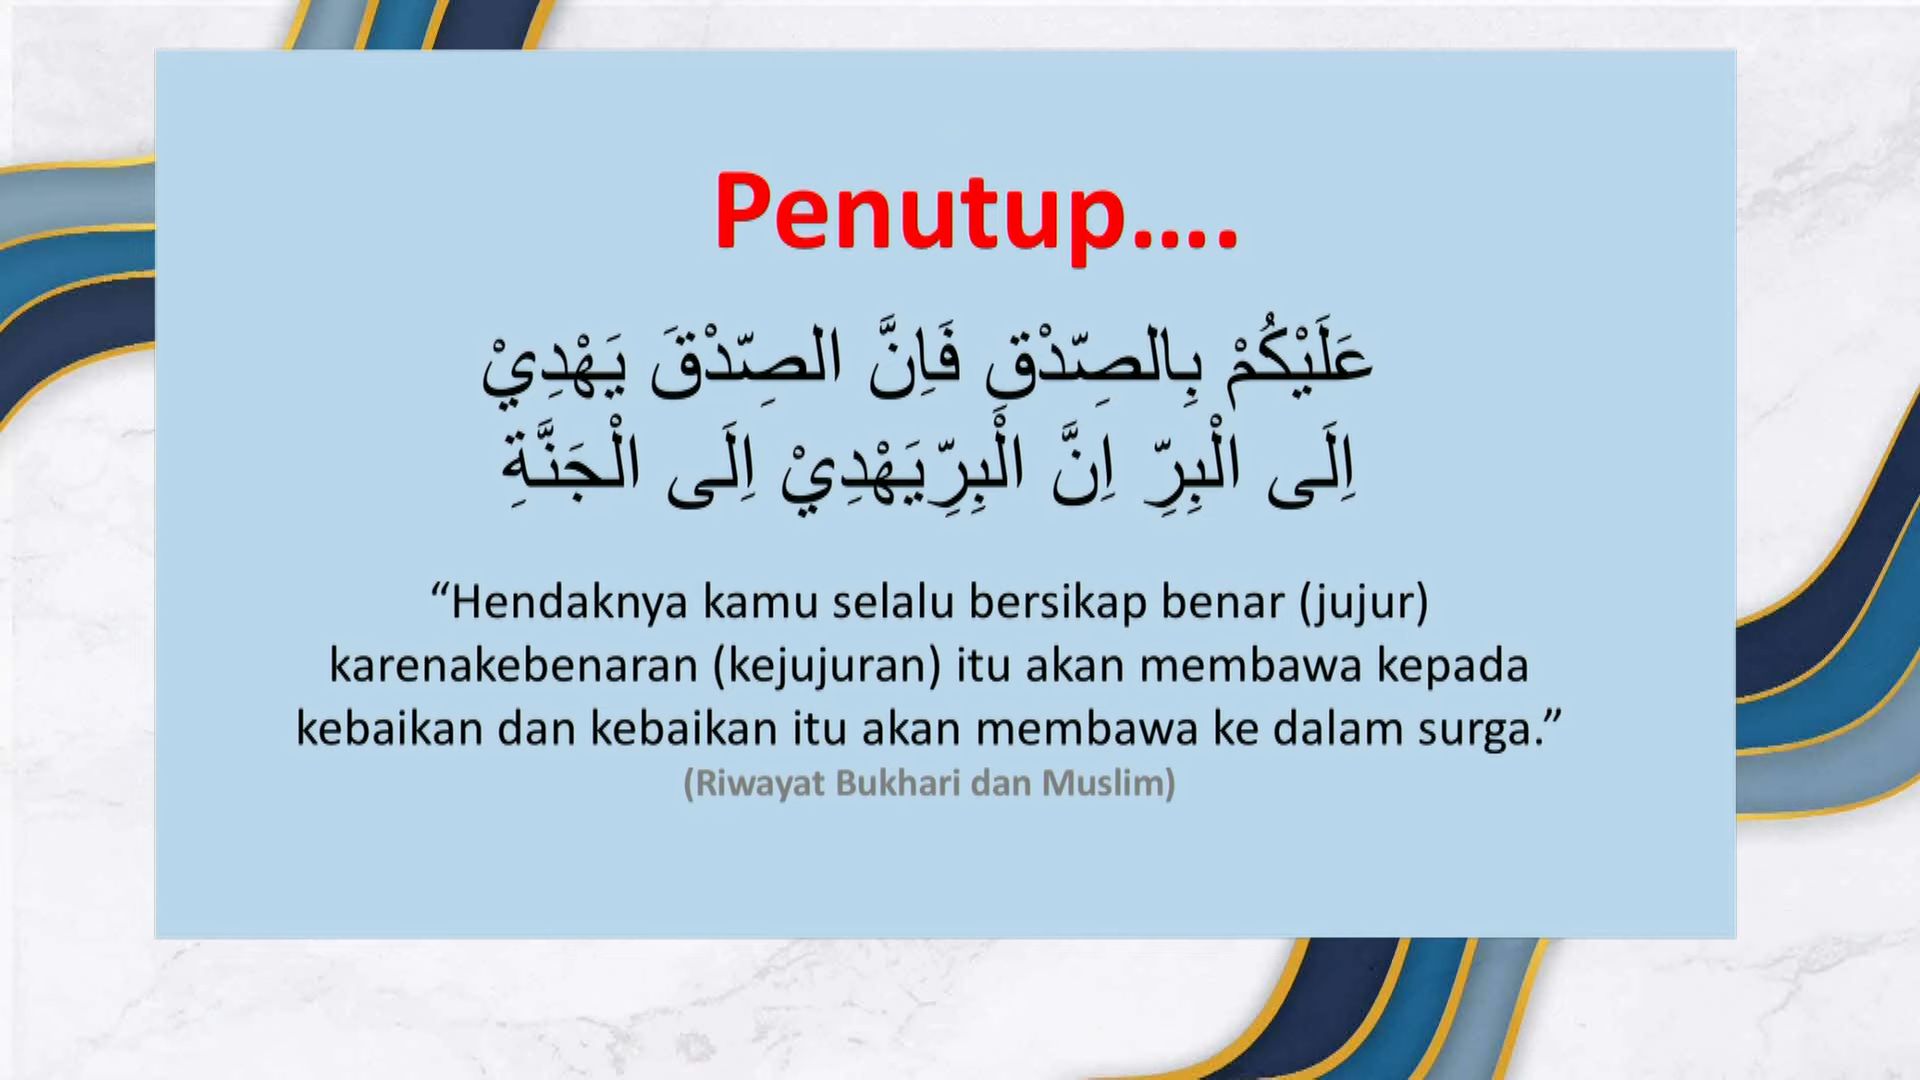 Penutup....
عَلَيْكُمْ بِالصِّدْقِ فَاِنَّ الصِّدْقَ يَهْدِيْ
اِلَى الْبِرِّ اِنَّ الْبِرِّيَهْدِيْ اِلَى الْجَنَّةِ
“Hendaknya kamu selalu bersikap benar (jujur)
karenakebenaran (kejujuran) itu akan membawa kepada
kebaikan dan kebaikan itu akan membawa ke dalam surga.”
(Riwayat Bukhari dan Muslim)